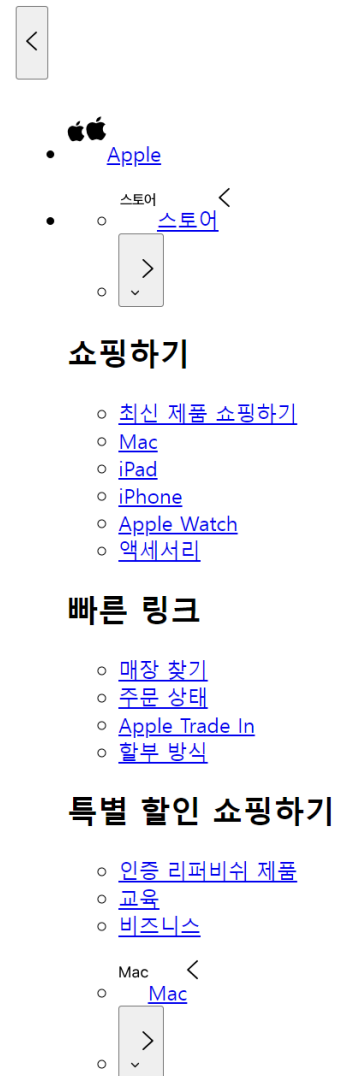 Apple
스토어
스토어
쇼핑하기
최신 제품 쇼핑하기
Mac
iPad
iPhone
Apple Watch
액세서리
빠른 링크
매장 찾기
주문 상태
Apple Trade In
할부 방식
특별 할인 쇼핑하기
인증 리퍼비쉬 제품
교육
비즈니스
Mac
Mac